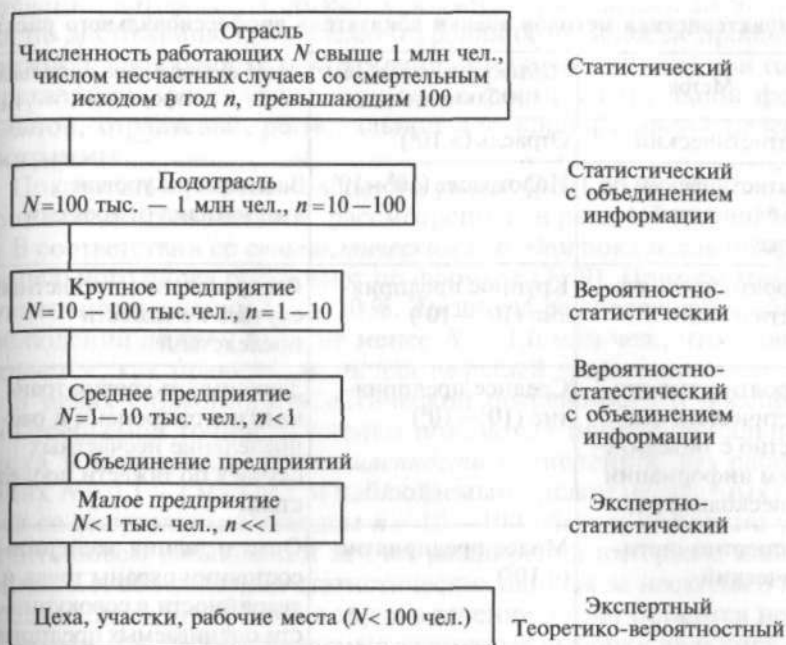 Отрасль
Численность работающих N свыше 1 млн чел.,
числом несчастных случаев со смертельным
исходом в год n, превышающим 100
Статистический
Подотрасль
N=100 тыс. — 1 млн чел., n=10—100
Статистический
с объединением
информации
Крупное предприятие
N=10 — 100 тыс.чел., n=1—10
Вероятностно-
статистический
Среднее предприятие
N=1—10 тыс. чел., n<1
Вероятностно-
статестический
с объединением
информации
Объединение предприятий
Малое предприятие
N<1 тыс. чел., n<<1
Экспертно-
статистический
Цеха, участки, рабочие места (N<100 чел.)
Экспертный
Теоретико-вероятностный